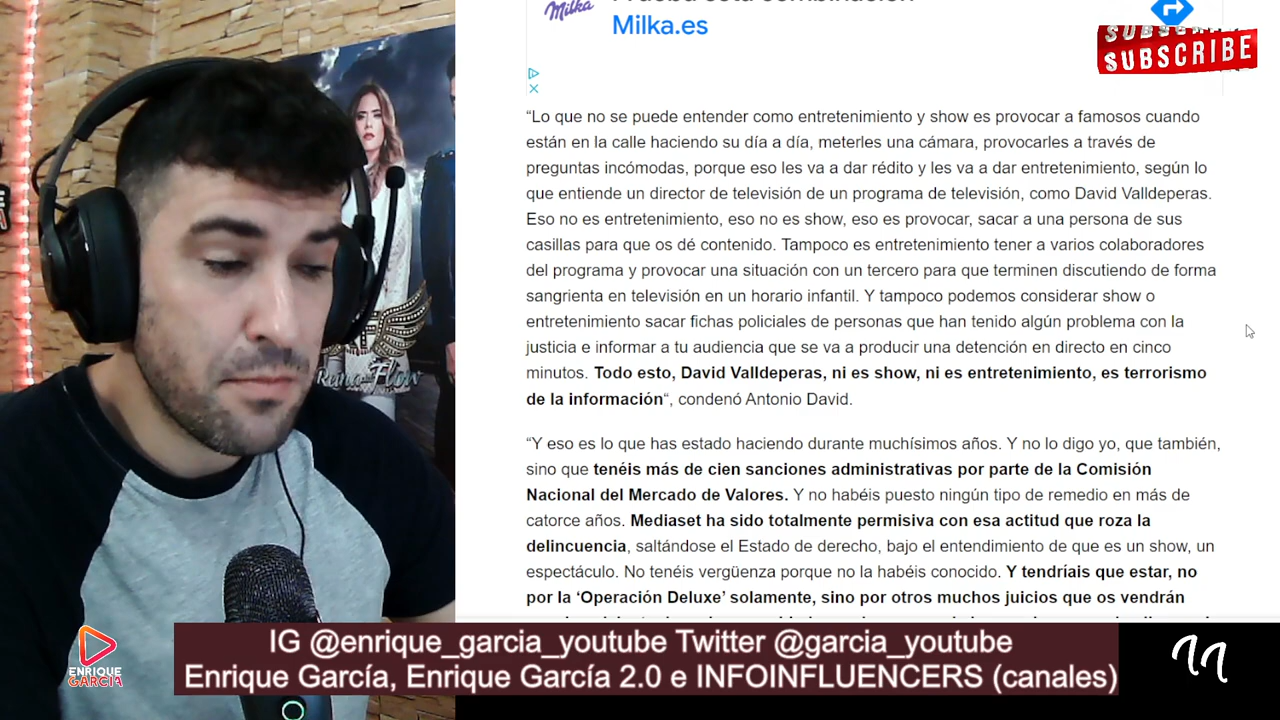 Milka
Milka.es
SUBSCRIBE
SUBSCRIBE
“Lo que no se puede entender como entretenimiento y show es provocar a famosos cuando
están en la calle haciendo su día a día, meterles una cámara, provocarles a través de
preguntas incómodas, porque eso les va a dar rédito y les va a dar entretenimiento, según lo
que entiende un director de televisión de un programa de televisión, como David Valldeperas.
Eso no es entretenimiento, eso no es show, eso es provocar, sacar a una persona de sus
casillas para que os dé contenido. Tampoco es entretenimiento tener a varios colaboradores
del programa y provocar una situación con un tercero para que terminen discutiendo de forma
sangrienta en televisión en un horario infantil. Y tampoco podemos considerar show o
entretenimiento sacar fichas policiales de personas que han tenido algún problema con la
justicia e informar a tu audiencia que se va a producir una detención en directo en cinco
minutos. Todo esto, David Valldeperas, ni es show, ni es entretenimiento, es terrorismo
de la información“, condenó Antonio David.
“Y eso es lo que has estado haciendo durante muchísimos años. Y no lo digo yo, que también,
sino que tenéis más de cien sanciones administrativas por parte de la Comisión
Nacional del Mercado de Valores. Y no habéis puesto ningún tipo de remedio en más de
catorce años. Mediaset ha sido totalmente permisiva con esa actitud que roza la
delincuencia, saltándose el Estado de derecho, bajo el entendimiento de que es un show, un
espectáculo. No tenéis vergüenza porque no la habéis conocido. Y tendríais que estar, no
por la ‘Operación Deluxe’ solamente, sino por otros muchos juicios que os vendrán
IG @enrique_garcia_youtube Twitter @garcia_youtube
Enrique García, Enrique García 2.0 e INFOINFLUENCERS (canales)
ENRIQUE
GARCÍA